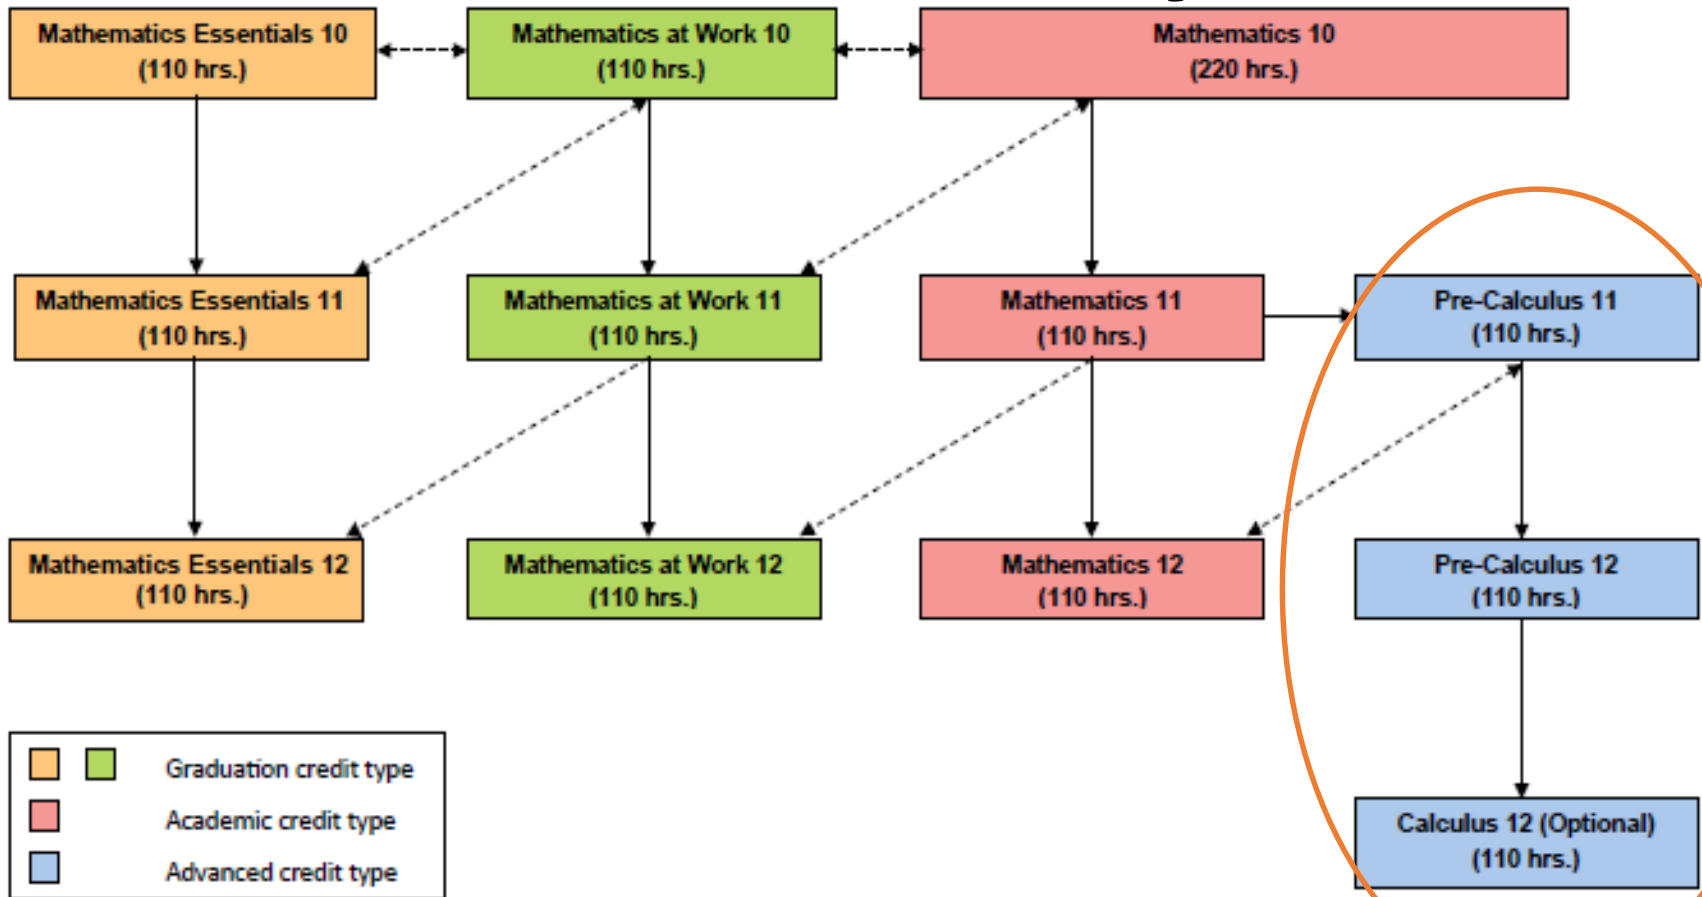 Mathematics Essentials 10
(110 hrs.)
Mathematics at Work 10
(110 hrs.)
Mathematics 10
(220 hrs.)
Mathematics Essentials 11
(110 hrs.)
Mathematics at Work 11
(110 hrs.)
Mathematics 11
(110 hrs.)
Pre-Calculus 11
(110 hrs.)
Mathematics Essentials 12
(110 hrs.)
Mathematics at Work 12
(110 hrs.)
Mathematics 12
(110 hrs.)
Pre-Calculus 12
(110 hrs.)
Calculus 12 (Optional)
(110 hrs.)
Graduation credit type
Academic credit type
Advanced credit type